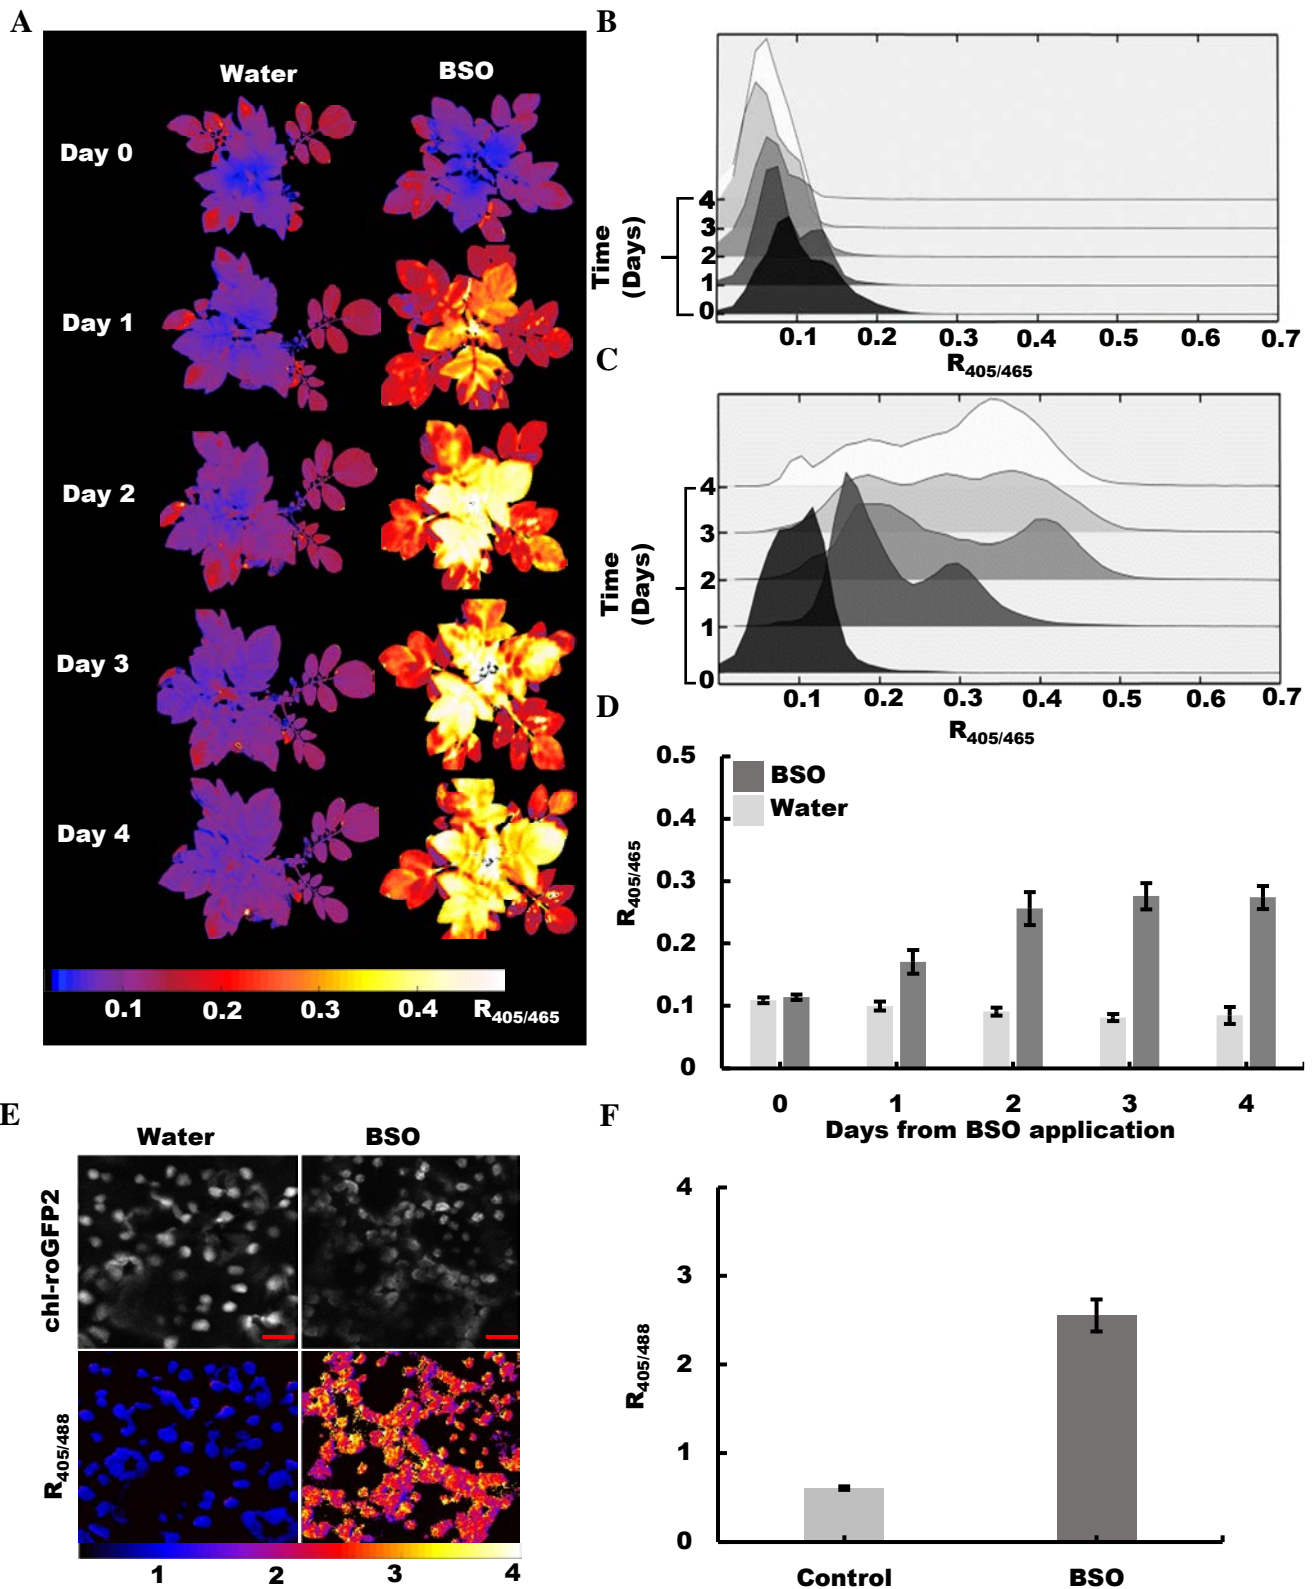 A
Water BSO
Day 0
Day 1
Day 2
Day 3
Day 4
0.1 0.2 0.3 0.4 R405/465
B
Time
(Days)
4
3
2
1
0
0.1 0.2 0.3 0.4 0.5 0.6 0.7
R405/465
C
Time
(Days)
4
3
2
1
0
0.1 0.2 0.3 0.4 0.5 0.6 0.7
R405/465
D
R405/465
0.5
0.4
0.3
0.2
0.1
0
BSO
Water
0 1 2 3 4
Days from BSO application
E
Water BSO
chl-roGFP2
R405/488
1 2 3 4
F
R405/488
4
3
2
1
0
Control BSO